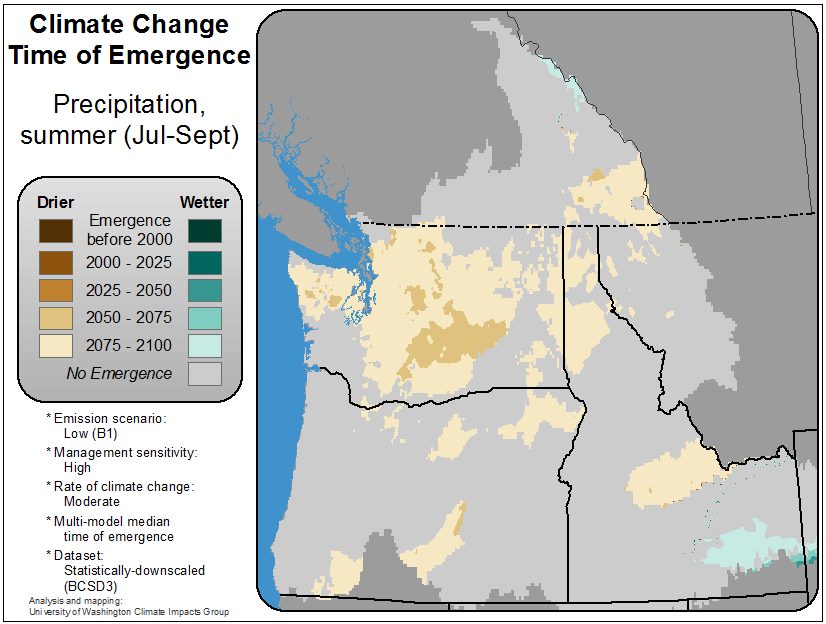 Climate Change
Time of Emergence
Precipitation,
summer (Jul-Sept)
Drier Wetter
Emergence
before 2000
2000 - 2025
2025 - 2050
2050 - 2075
2075 - 2100
No Emergence
* Emission scenario:
Low (B1)
* Management sensitivity:
High
* Rate of climate change:
Moderate
* Multi-model median
time of emergence
* Dataset:
Statistically-downscaled
(BCSD3)
Analysis and mapping:
University of Washington Climate Impacts Group